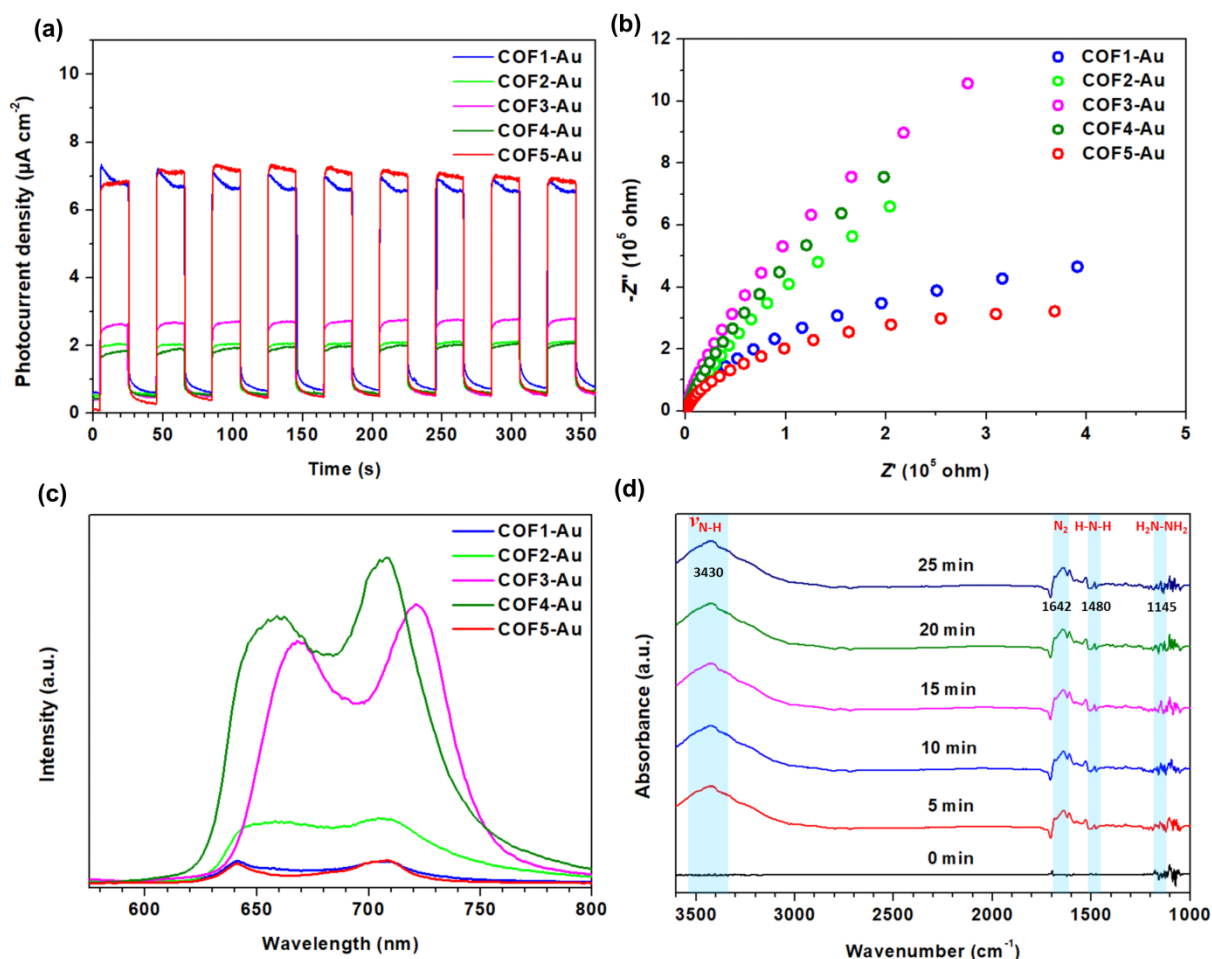 (a)
COF1-Au
COF2-Au
COF3-Au
COF4-Au
COF5-Au
10
8
6
4
2
0
Photocurrent density (µA cm⁻²)
0 50 100 150 200 250 300 350
Time (s)
(b)
COF1-Au
COF2-Au
COF3-Au
COF4-Au
COF5-Au
12
10
8
6
4
2
0
-Z'' (10⁵ ohm)
0 1 2 3 4 5
Z' (10⁵ ohm)
(c)
COF1-Au
COF2-Au
COF3-Au
COF4-Au
COF5-Au
Intensity (a.u.)
600 650 700 750 800
Wavelength (nm)
(d)
νN-H N₂ H-N-H H₂N-NH₂
25 min
3430
1642 1480 1145
20 min
15 min
10 min
5 min
0 min
Absorbance (a.u.)
3600 3000 2500 2000 1500 1000
Wavenumber (cm⁻¹)